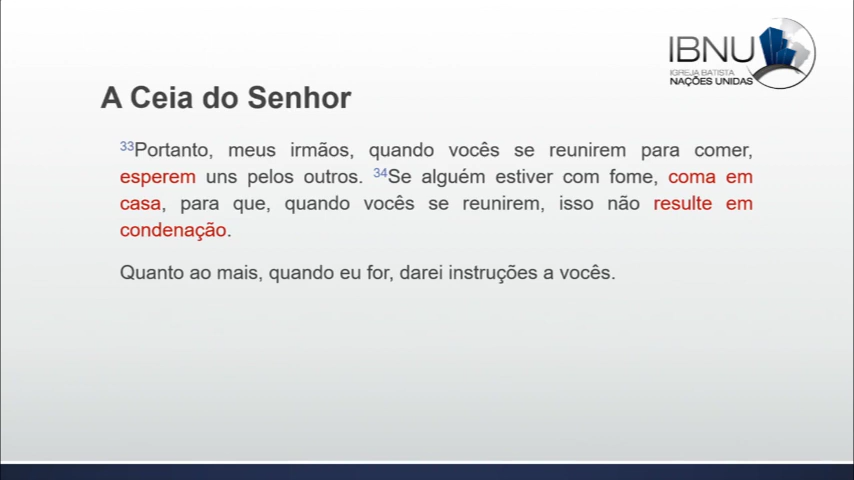 IBNU
IGREJA BATISTA
NAÇÕES UNIDAS
A Ceia do Senhor
33Portanto, meus irmãos, quando vocês se reunirem para comer,
esperem uns pelos outros. 34Se alguém estiver com fome, coma em
casa, para que, quando vocês se reunirem, isso não resulte em
condenação.
Quanto ao mais, quando eu for, darei instruções a vocês.